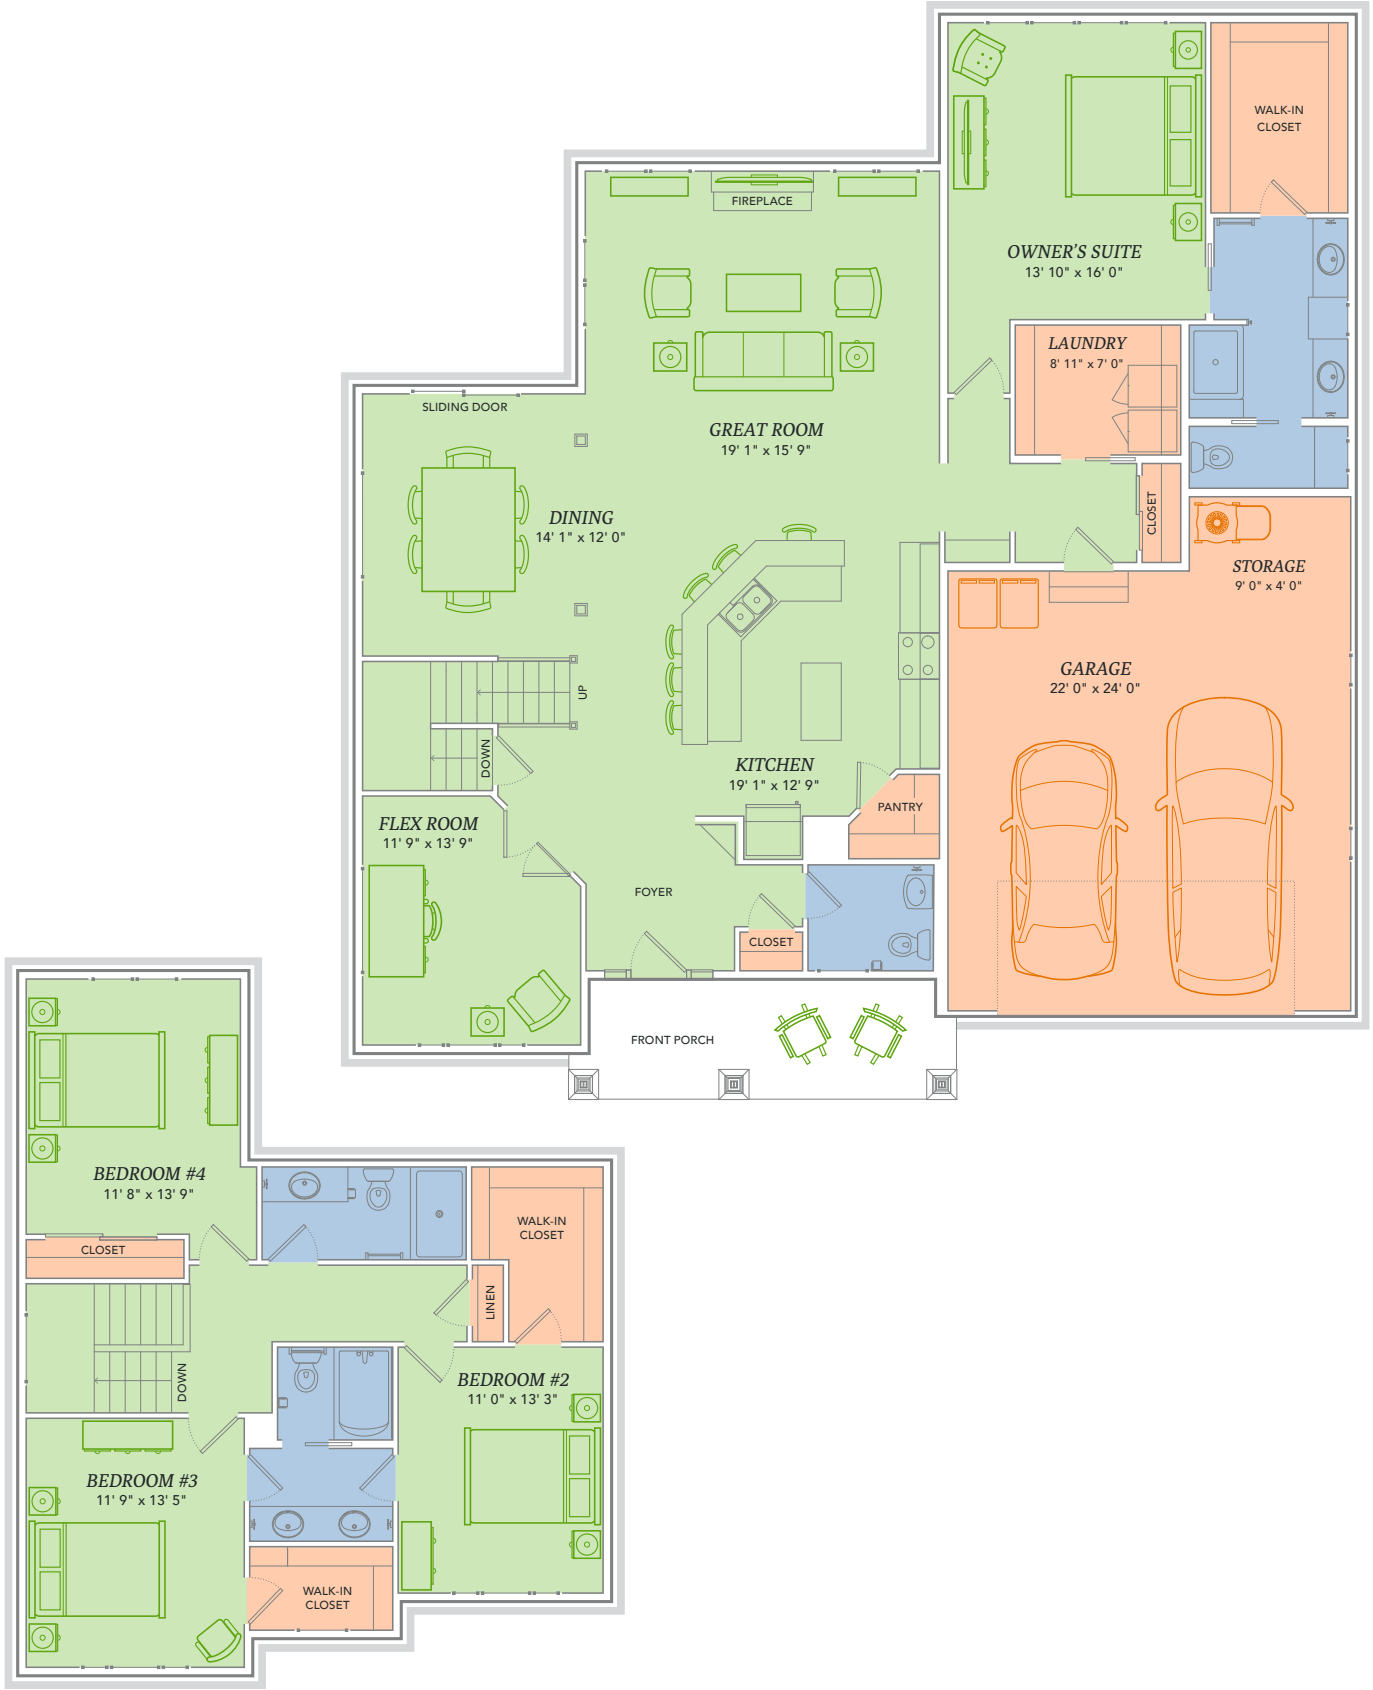 WALK-IN
CLOSET
FIREPLACE
OWNER'S SUITE
13' 10" x 16' 0"
LAUNDRY
8' 11" x 7' 0"
SLIDING DOOR
GREAT ROOM
19' 1" x 15' 9"
DINING
14' 1" x 12' 0"
CLOSET
STORAGE
9' 0" x 4' 0"
GARAGE
22' 0" x 24' 0"
UP
DOWN
KITCHEN
19' 1" x 12' 9"
PANTRY
FLEX ROOM
11' 9" x 13' 9"
FOYER
CLOSET
FRONT PORCH
BEDROOM #4
11' 8" x 13' 9"
CLOSET
WALK-IN
CLOSET
LINEN
DOWN
BEDROOM #2
11' 0" x 13' 3"
BEDROOM #3
11' 9" x 13' 5"
WALK-IN
CLOSET